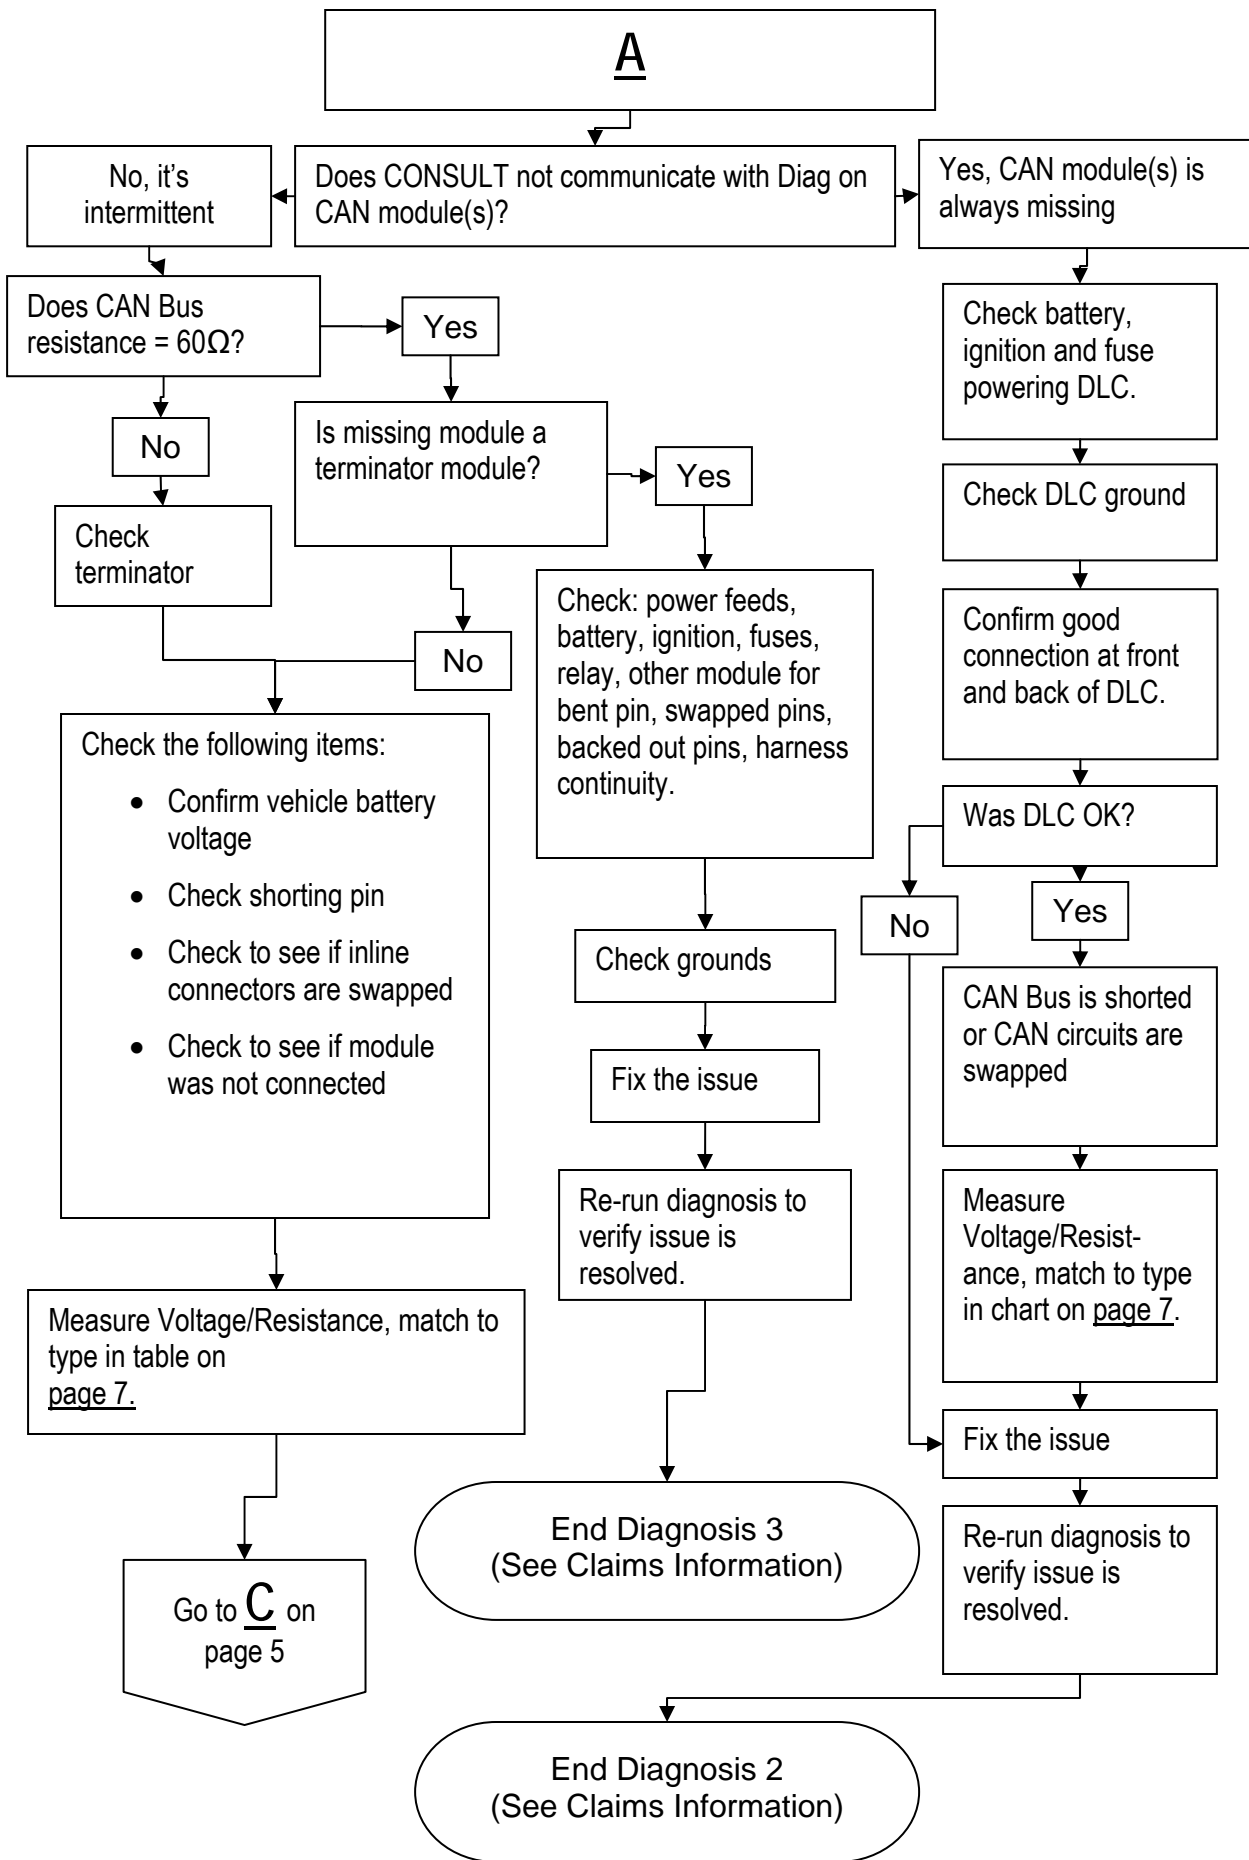 A
No, it's
intermittent
Does CONSULT not communicate with Diag on
CAN module(s)?
Yes, CAN module(s) is
always missing
Does CAN Bus
resistance = 60Ω?
Yes
No
Check
terminator
Is missing module a
terminator module?
Yes
No
Check the following items:
• Confirm vehicle battery
voltage
• Check shorting pin
• Check to see if inline
connectors are swapped
• Check to see if module
was not connected
Measure Voltage/Resistance, match to
type in table on
page 7.
Go to C on
page 5
Check: power feeds,
battery, ignition, fuses,
relay, other module for
bent pin, swapped pins,
backed out pins, harness
continuity.
Check grounds
Fix the issue
Re-run diagnosis to
verify issue is
resolved.
End Diagnosis 3
(See Claims Information)
Check battery,
ignition and fuse
powering DLC.
Check DLC ground
Confirm good
connection at front
and back of DLC.
Was DLC OK?
No
Yes
CAN Bus is shorted
or CAN circuits are
swapped
Measure
Voltage/Resist-
ance, match to type
in chart on page 7.
Fix the issue
Re-run diagnosis to
verify issue is
resolved.
End Diagnosis 2
(See Claims Information)